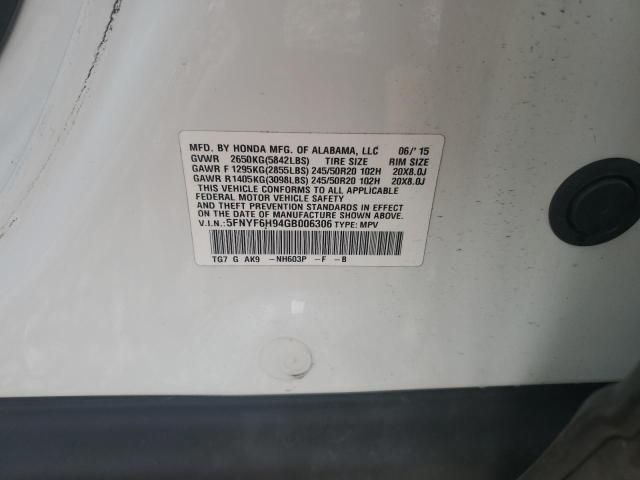 MFD. BY HONDA MFG. OF ALABAMA, LLC 06/'15
GVWR 2650KG(5842LBS) TIRE SIZE RIM SIZE
GAWR F 1295KG(2855LBS) 245/50R20 102H 20X8.0J
GAWR R 1405KG(3098LBS) 245/50R20 102H 20X8.0J
THIS VEHICLE CONFORMS TO ALL APPLICABLE
FEDERAL MOTOR VEHICLE SAFETY AND
THEFT PREVENTION STANDARDS IN EFFECT ON
THE DATE OF MANUFACTURE SHOWN ABOVE.
V.I.N.: 5FNYF6H94GB006306 TYPE: MPV
TG7 G AK9 -NH603P -F -B